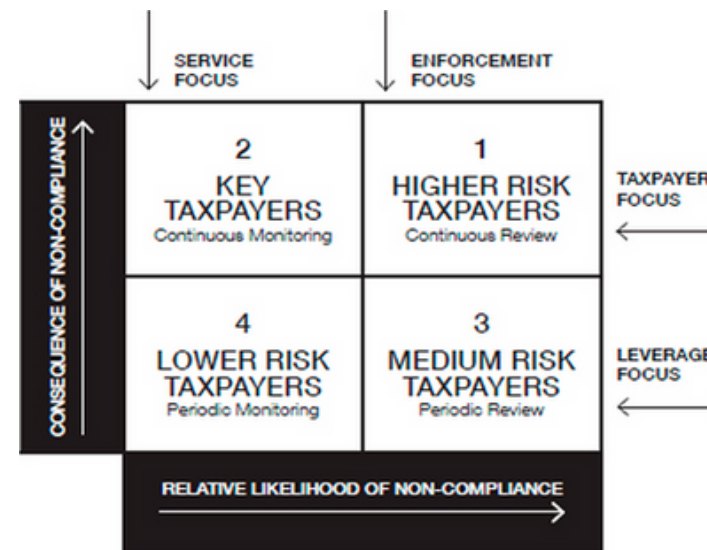 SERVICE
FOCUS
ENFORCEMENT
FOCUS
CONSEQUENCE OF NON-COMPLIANCE
2
KEY
TAXPAYERS
Continuous Monitoring
1
HIGHER RISK
TAXPAYERS
Continuous Review
TAXPAYER
FOCUS
4
LOWER RISK
TAXPAYERS
Periodic Monitoring
3
MEDIUM RISK
TAXPAYERS
Periodic Review
LEVERAGE
FOCUS
RELATIVE LIKELIHOOD OF NON-COMPLIANCE